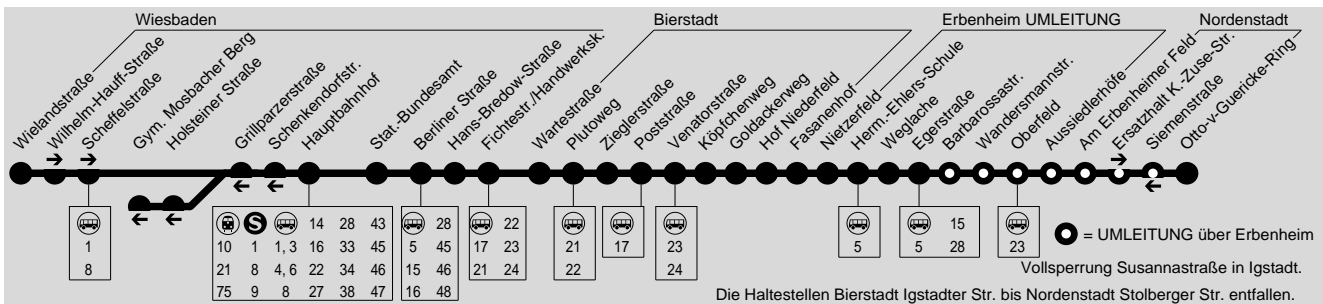 Wiesbaden Bierstadt Erbenheim UMLEITUNG Nordenstadt
Wielandstraße
Wilhelm-Hauff-Straße
Scheffelstraße
Gym. Mosbacher Berg
Holsteiner Straße
Grillparzerstraße
Schenkendorfstr.
Hauptbahnhof
Stat.-Bundesamt
Berliner Straße
Hans-Bredow-Straße
Fichtestr./Handwerksk.
Wartestraße
Plutoweg
Zieglerstraße
Poststraße
Venatorstraße
Köpfchenweg
Goldackerweg
Hof Niederfeld
Fasanenhof
Nietzerfeld
Herm.-Ehlers-Schule
Weglache
Egerstraße
Barbarossastr.
Wandersmannstr.
Oberfeld
Aussiedlerhöfe
Am Erbenheimer Feld
Ersatzhalt K.-Zuse-Str.
Siemenstraße
Otto-v-Guericke-Ring
1
8
S 14 28 43
10 1 1, 3 16 33 45
21 8 4, 6 22 34 46
75 9 8 27 38 47
28
5 45
15 46
16 48
22
17 23
21 24
21
22
17
23
24
5
15
5 28
23
= UMLEITUNG über Erbenheim
Vollsperrung Susannastraße in Igstadt.
Die Haltestellen Bierstadt Igstadter Str. bis Nordenstadt Stolberger Str. entfallen.